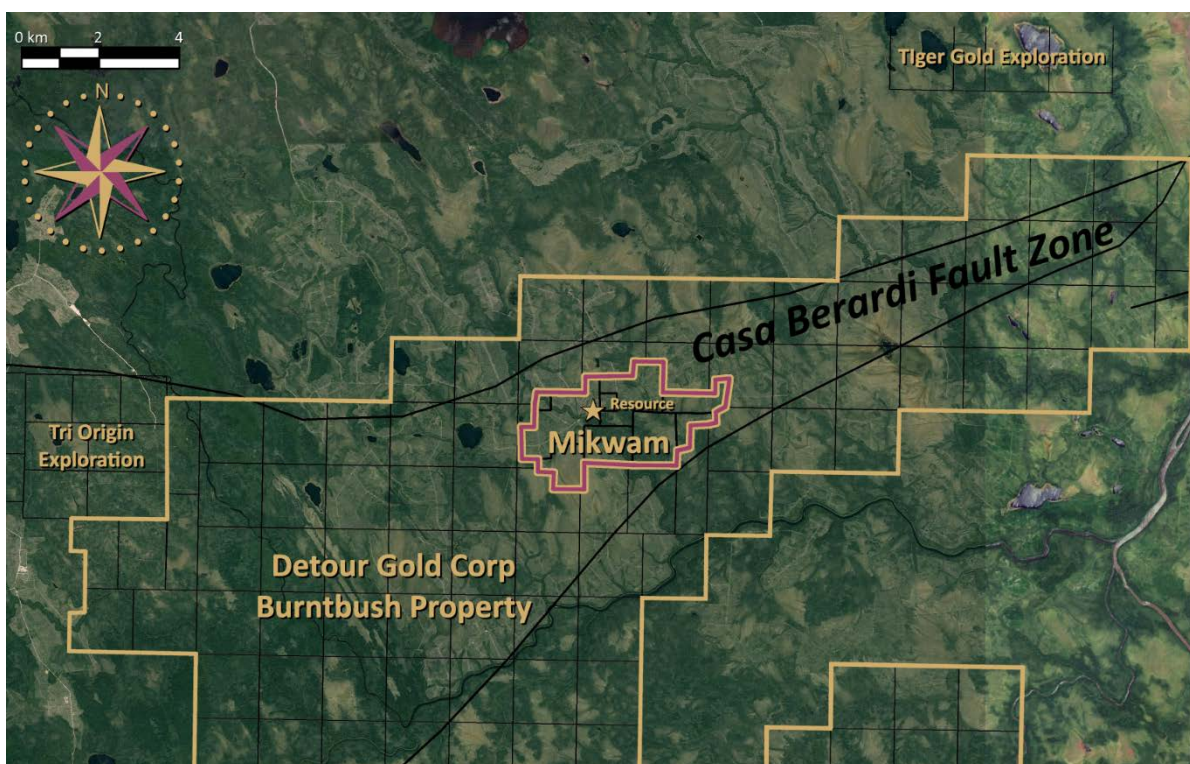 0 km 2 4
N
TIger Gold Exploration
Casa Berardi Fault Zone
Resource
Mikwam
Tri Origin
Exploration
Detour Gold Corp
Burntbush Property